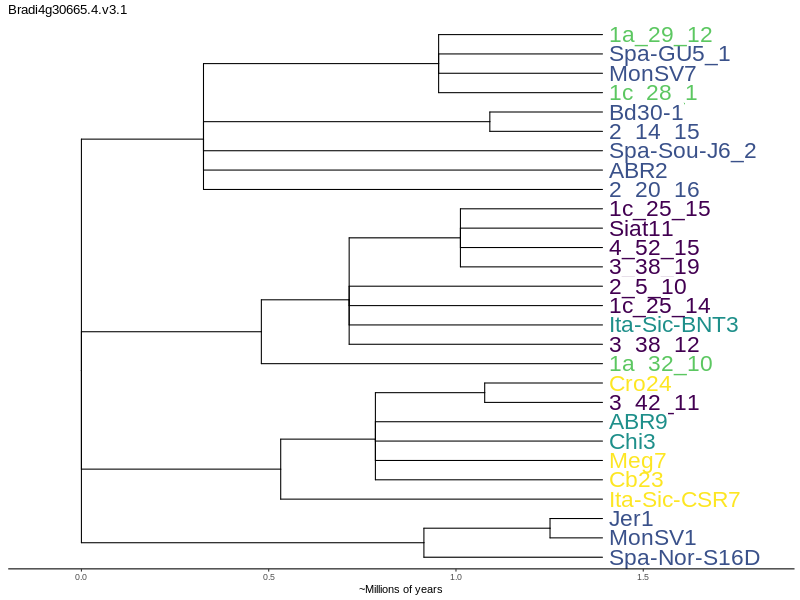 Bradi4g30665.4.v3.1
1a_29_12
Spa-GU5_1
MonSV7
1c_28_1
Bd30-1
2_14_15
Spa-Sou-J6_2
ABR2
2_20_16
1c_25_15
Siat11
4_52_15
3_38_19
2_5_10
1c_25_14
Ita-Sic-BNT3
3_38_12
1a_32_10
Cro24
3_42_11
ABR9
Chi3
Meg7
Cb23
Ita-Sic-CSR7
Jer1
MonSV1
Spa-Nor-S16D
0.0 0.5 1.0 1.5
~Millions of years